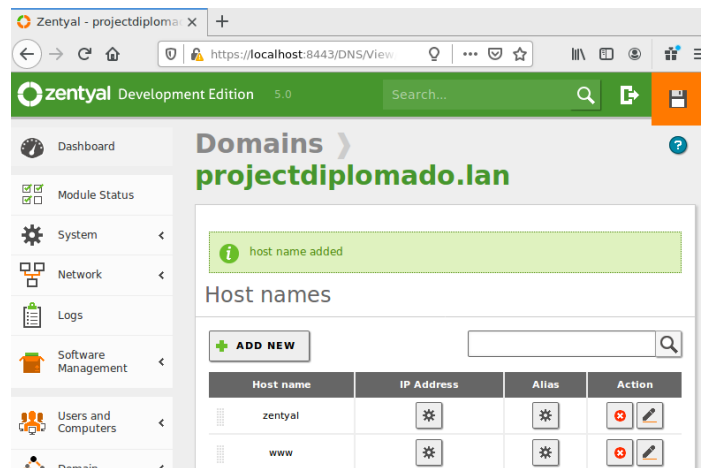 Zentyal - projectdiplomad
https://localhost:8443/DNS/View
zentyal Development Edition 5.0
Search...
Dashboard
Module Status
System
Network
Logs
Software
Management
Users and
Computers
Domain
Domains
projectdiplomado.lan
host name added
Host names
ADD NEW
Host name IP Address Alias Action
zentyal
www